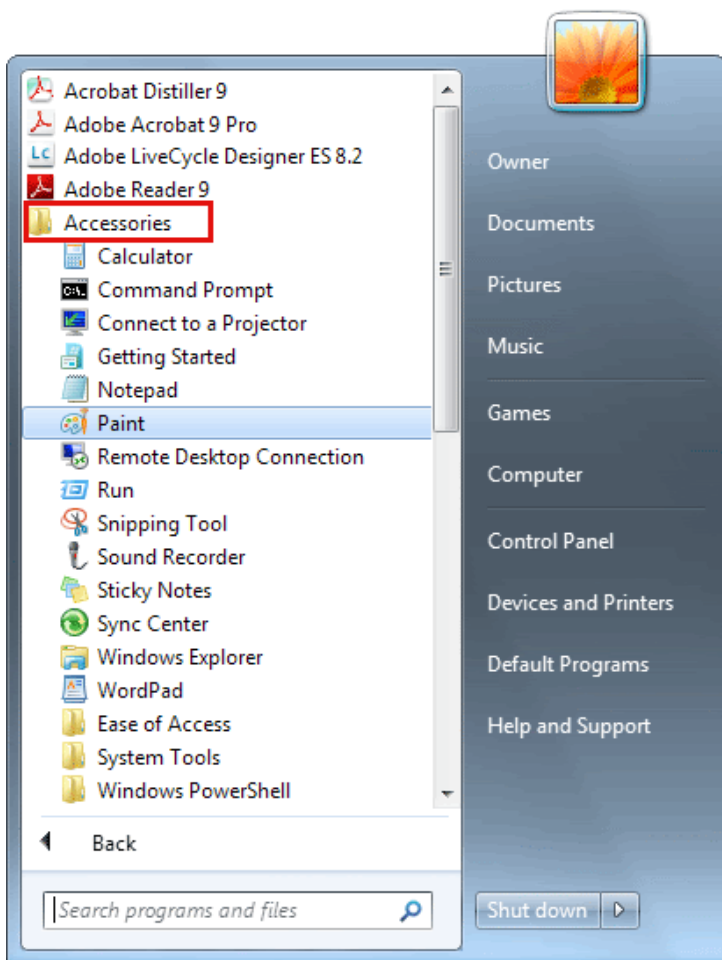 Acrobat Distiller 9
Adobe Acrobat 9 Pro
Lc Adobe LiveCycle Designer ES 8.2
Adobe Reader 9
Accessories
Calculator
C:\. Command Prompt
Connect to a Projector
Getting Started
Notepad
Paint
Remote Desktop Connection
Run
Snipping Tool
Sound Recorder
Sticky Notes
Sync Center
Windows Explorer
WordPad
Ease of Access
System Tools
Windows PowerShell
Back
Search programs and files
Owner
Documents
Pictures
Music
Games
Computer
Control Panel
Devices and Printers
Default Programs
Help and Support
Shut down